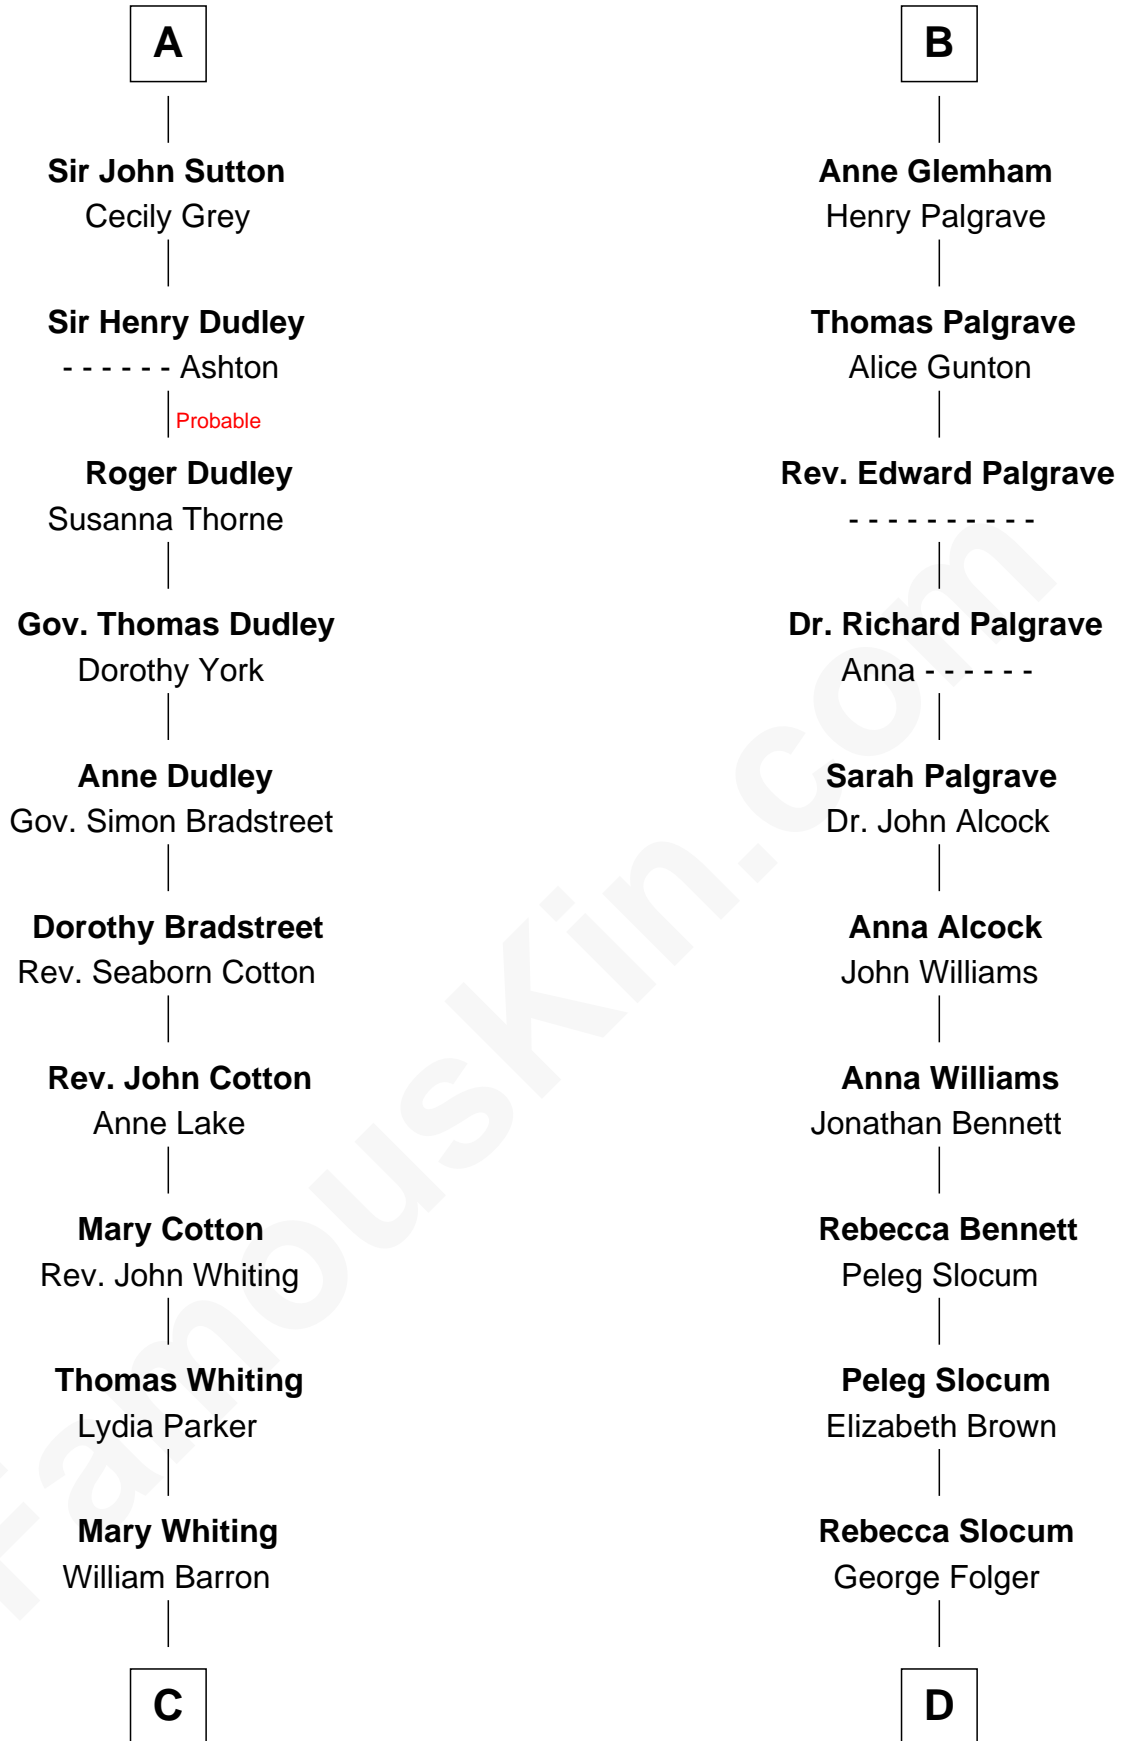 A
Sir John Sutton
Cecily Grey
Sir Henry Dudley
- - - - - - Ashton
Probable
Roger Dudley
Susanna Thorne
Gov. Thomas Dudley
Dorothy York
Anne Dudley
Gov. Simon Bradstreet
Dorothy Bradstreet
Rev. Seaborn Cotton
Rev. John Cotton
Anne Lake
Mary Cotton
Rev. John Whiting
Thomas Whiting
Lydia Parker
Mary Whiting
William Barron
C
B
Anne Glemham
Henry Palgrave
Thomas Palgrave
Alice Gunton
Rev. Edward Palgrave
- - - - - - - - - -
Dr. Richard Palgrave
Anna - - - - - -
Sarah Palgrave
Dr. John Alcock
Anna Alcock
John Williams
Anna Williams
Jonathan Bennett
Rebecca Bennett
Peleg Slocum
Peleg Slocum
Elizabeth Brown
Rebecca Slocum
George Folger
D
FamousKin.com